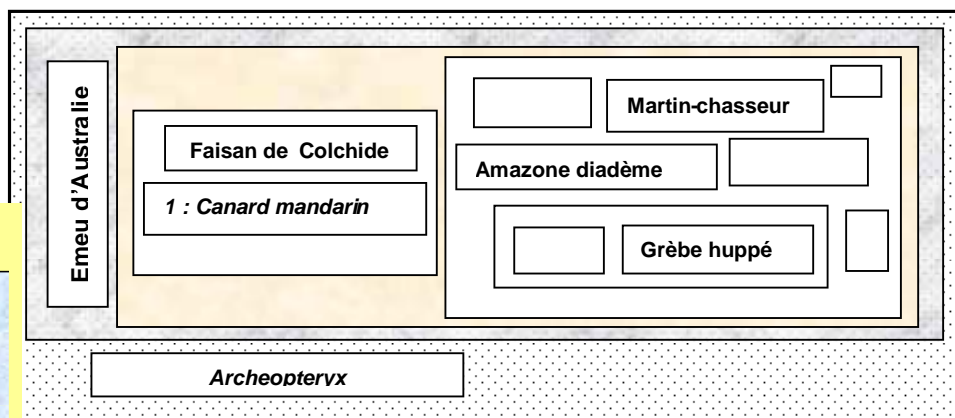 Emeu d'Australie
Martin-chasseur
Faisan de Colchide
Amazone diadème
1 : Canard mandarin
Grèbe huppé
Archeopteryx